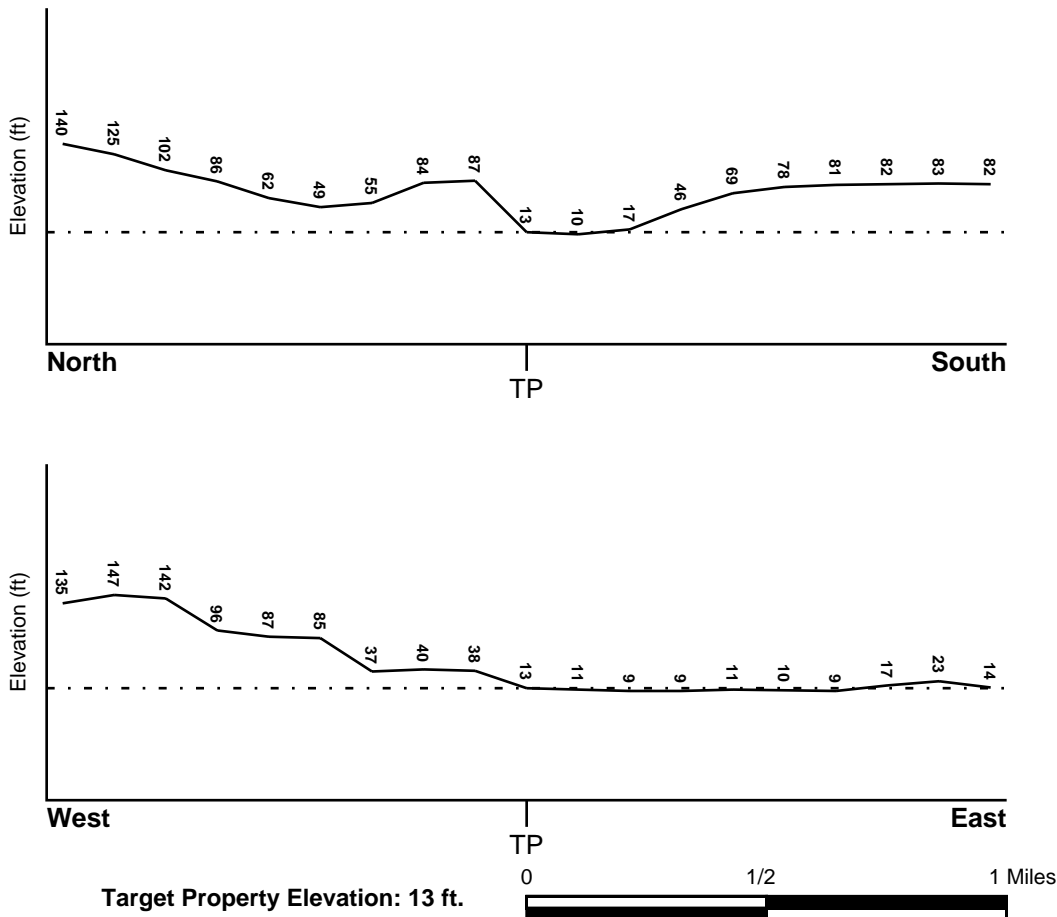 Elevation (ft)
140 125 102 86 62 49 55 84 87 13 10 17 46 69 78 81 82 83 82
North South
TP
Elevation (ft)
135 147 142 96 87 85 37 40 38 13 11 9 9 11 10 9 17 23 14
West East
TP
Target Property Elevation: 13 ft.
0 1/2 1 Miles